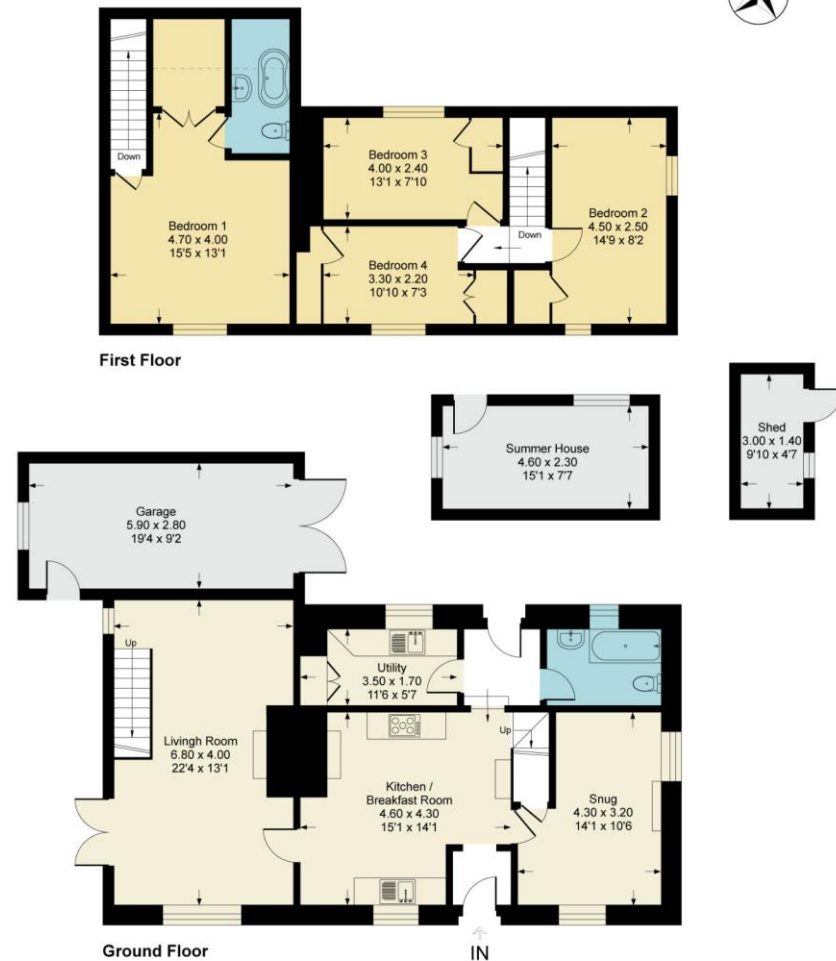 Down
Bedroom 1
4.70 x 4.00
15'5 x 13'1
Bedroom 3
4.00 x 2.40
13'1 x 7'10
Bedroom 4
3.30 x 2.20
10'10 x 7'3
Down
Bedroom 2
4.50 x 2.50
14'9 x 8'2
First Floor
Summer House
4.60 x 2.30
15'1 x 7'7
Shed
3.00 x 1.40
9'10 x 4'7
Garage
5.90 x 2.80
19'4 x 9'2
Up
Livingh Room
6.80 x 4.00
22'4 x 13'1
Utility
3.50 x 1.70
11'6 x 5'7
Kitchen /
Breakfast Room
4.60 x 4.30
15'1 x 14'1
Up
Snug
4.30 x 3.20
14'1 x 10'6
Ground Floor
IN